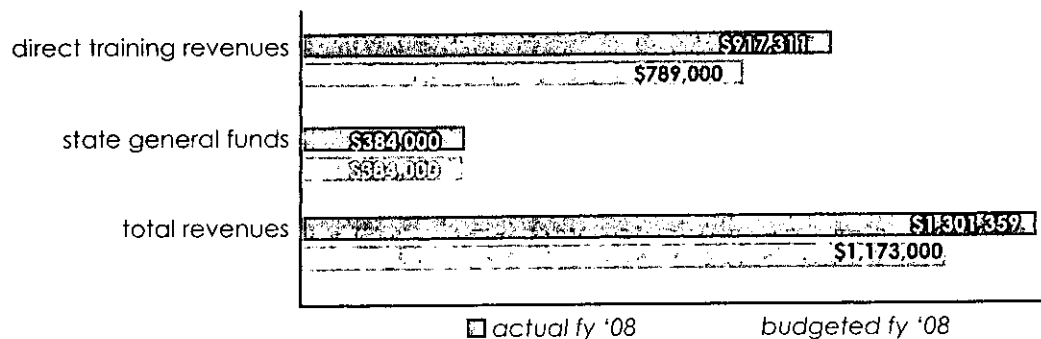 direct training revenues
$917,311
$789,000
state general funds
$384,000
$384,000
total revenues
$1,301,359
$1,173,000
actual fy '08 budgeted fy '08